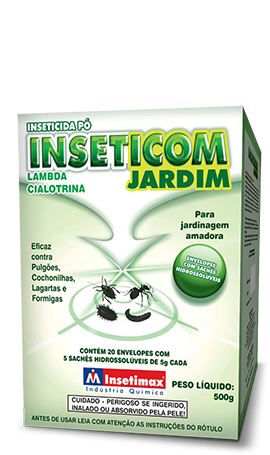 INSETICIDA PÓ
INSETICOM
JARDIM
LAMBDA
CIALOTRINA
Para
jardinagem
amadora
ENVELOPES
COM SACHÊS
HIDROSSOLÚVEIS
Eficaz
contra
Pulgões,
Cochonilhas,
Lagartas e
Formigas
CONTÉM 20 ENVELOPES COM
5 SACHÊS HIDROSSOLÚVEIS DE 5g CADA
Insetimax
Indústria Química
PESO LÍQUIDO:
500g
CUIDADO - PERIGOSO SE INGERIDO,
INALADO OU ABSORVIDO PELA PELE!
ANTES DE USAR LEIA COM ATENÇÃO AS INSTRUÇÕES DO RÓTULO